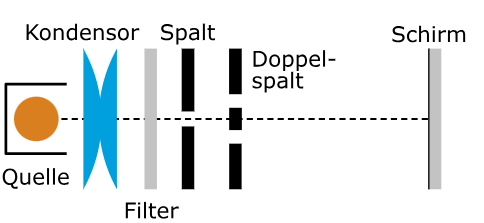 Kondensor
Spalt
Doppel-
spalt
Schirm
Quelle
Filter